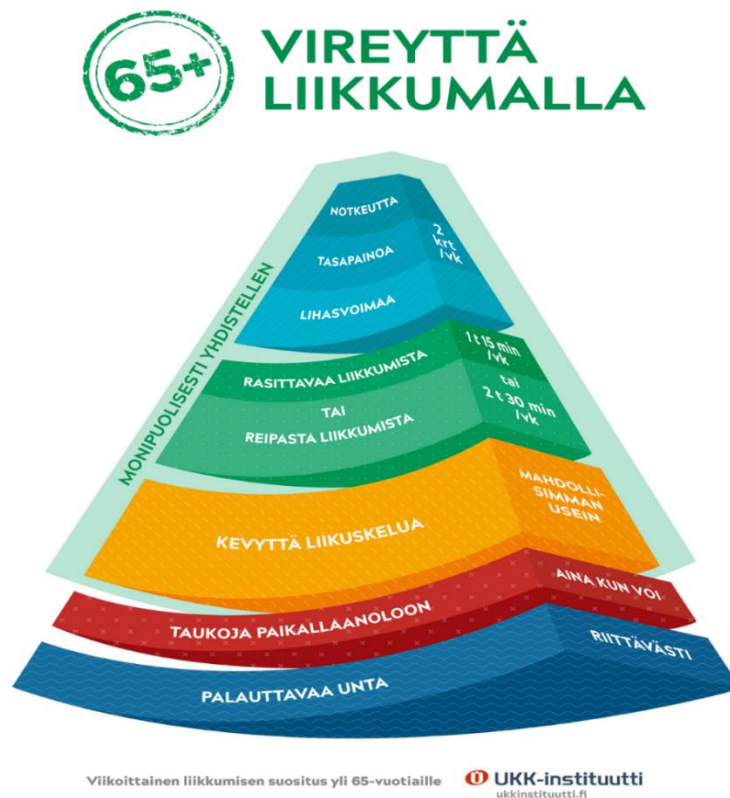 65+
VIREYTTÄ
LIIKKUMALLA
MONIPUOLISESTI YHDISTELLEN
NOTKEUTTA
TASAPAINOA
LIHASVOIMAA
2
krt
/vk
RASITTAVAA LIIKKUMISTA
1 t 15 min
/vk
TAI
tai
REIPASTA LIIKKUMISTA
2 t 30 min
/vk
KEVYTTÄ LIIKUSKELUA
MAHDOLLI-
SIMMAN
USEIN
TAUKOJA PAIKALLAANOLOON
AINA KUN VOI
PALAUTTAVAA UNTA
RIITTÄVÄSTI
Viikoittainen liikkumisen suositus yli 65-vuotiaille
UKK-instituutti
ukkinstituutti.fi